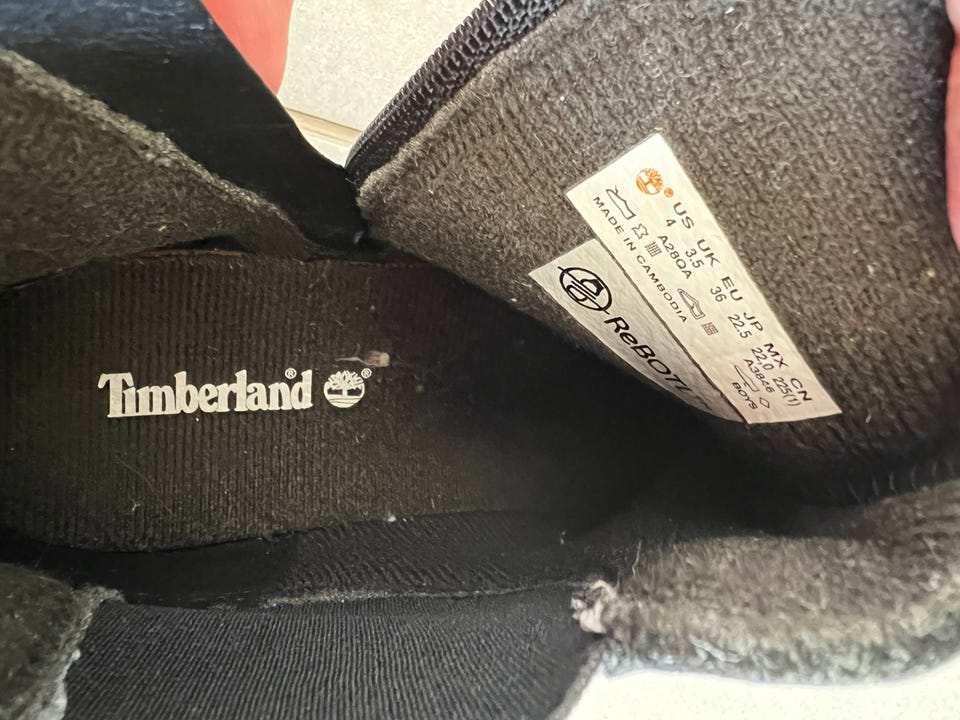 Timberland® ®
®
US UK EU JP MX CN
4 3.5 36 22.5 22.0 225(1)
A28QA A3846
MADE IN CAMBODIA BOYS
ReBOTL